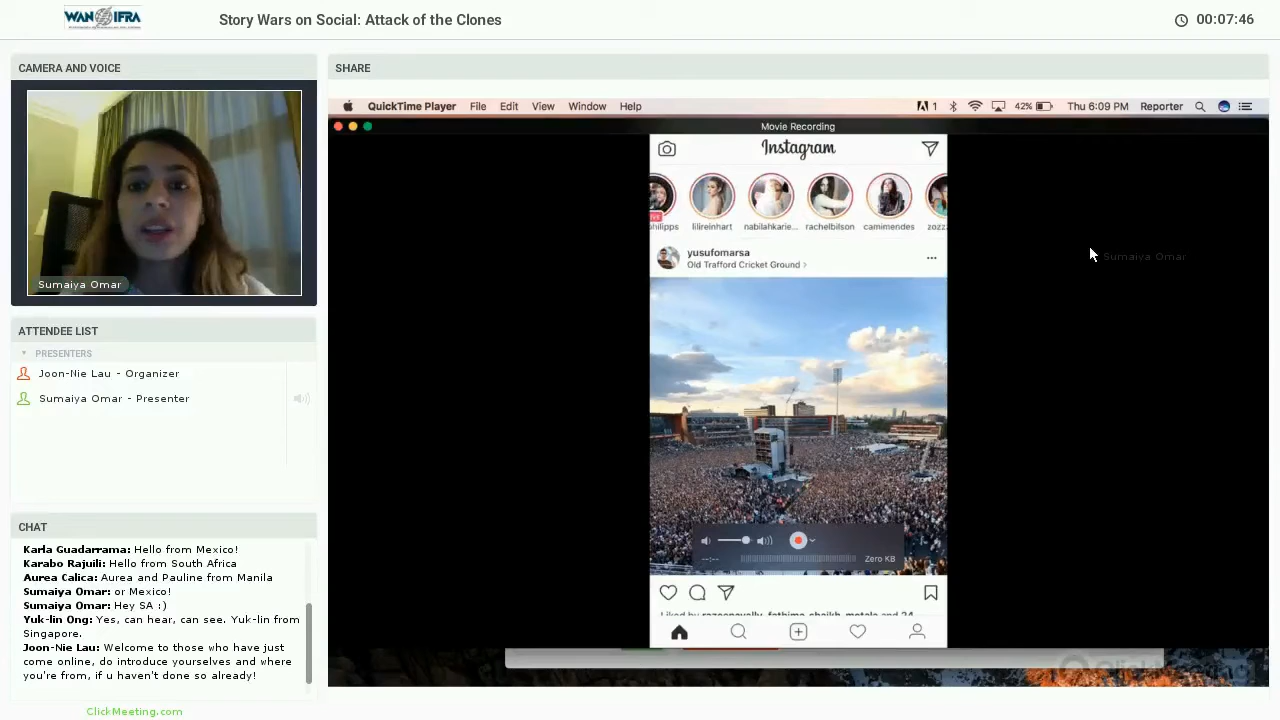 WAN IFRA
Story Wars on Social: Attack of the Clones
00:07:46
CAMERA AND VOICE
Sumaiya Omar
ATTENDEE LIST
PRESENTERS
Joon-Nie Lau - Organizer
Sumaiya Omar - Presenter
CHAT
Karla Guadarrama: Hello from Mexico!
Karabo Rajuili: Hello from South Africa
Aurea Calica: Aurea and Pauline from Manila
Sumaiya Omar: or Mexico!
Sumaiya Omar: Hey SA :)
Yuk-lin Ong: Yes, can hear, can see. Yuk-lin from
Singapore.
Joon-Nie Lau: Welcome to those who have just
come online, do introduce yourselves and where
you're from, if u haven't done so already!
ClickMeeting.com
SHARE
QuickTime Player File Edit View Window Help
1 42% Thu 6:09 PM Reporter
Movie Recording
Instagram
philipps lilireinhart nabilahkarie... rachelbilson camimendes zozz
yusufomarsa
Old Trafford Cricket Ground >
...
Sumaiya Omar
--:-- Zero KB